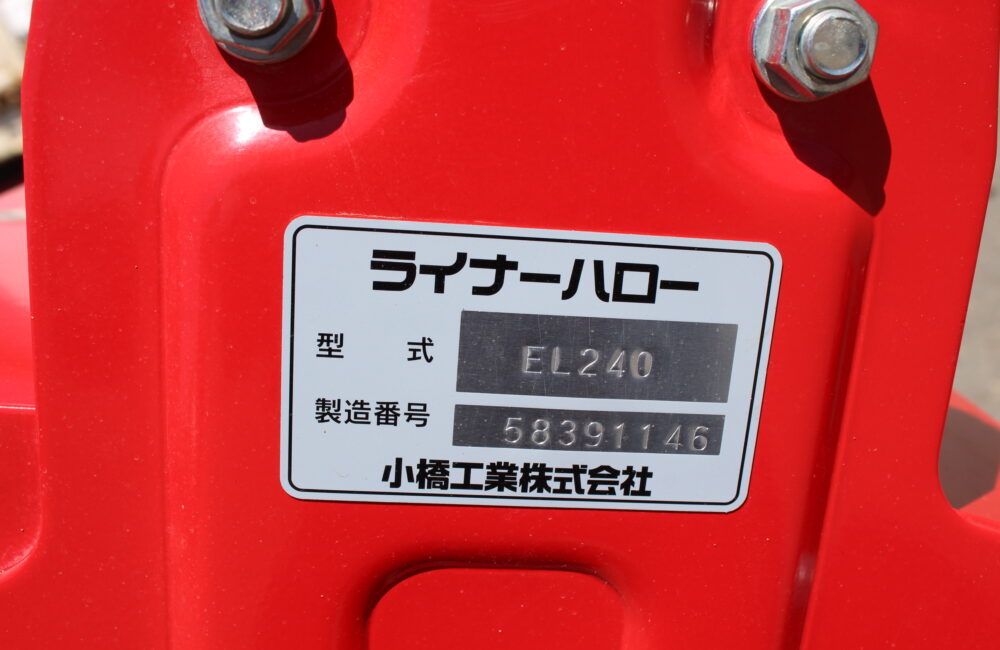 ライナーハロー
型 式 EL240
製造番号 58391146
小橋工業株式会社